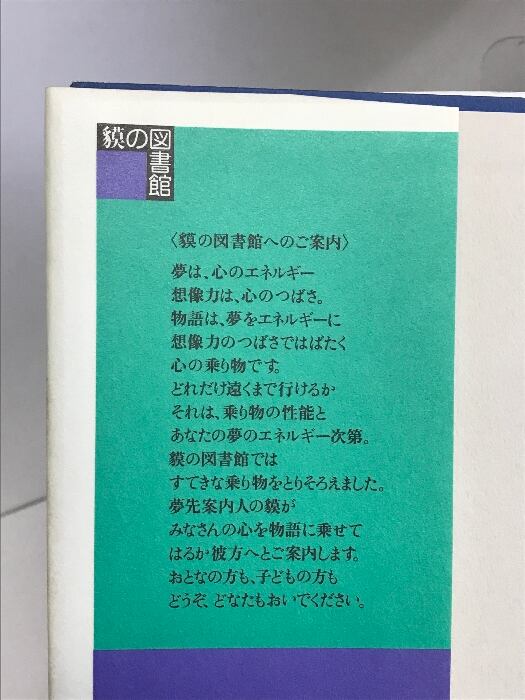 貘の図書館
〈貘の図書館へのご案内〉
夢は、心のエネルギー
想像力は、心のつばさ。
物語は、夢をエネルギーに
想像力のつばさではばたく
心の乗り物です。
どれだけ遠くまで行けるか
それは、乗り物の性能と
あなたの夢のエネルギー次第。
貘の図書館では
すてきな乗り物をとりそろえました。
夢先案内人の貘が
みなさんの心を物語に乗せて
はるか彼方へとご案内します。
おとなの方も、子どもの方も
どうぞ、どなたもおいでください。